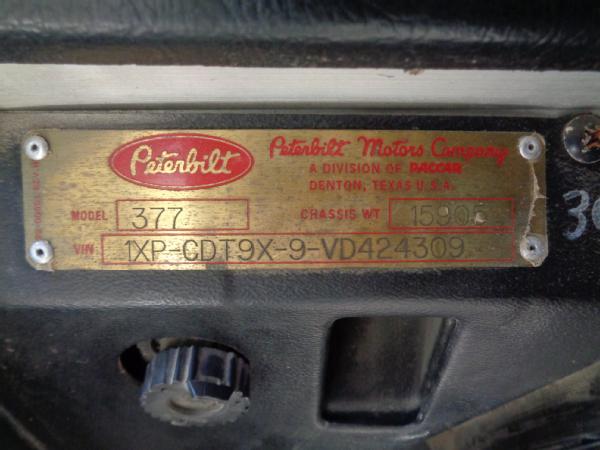 Peterbilt
Peterbilt Motors Company
A DIVISION OF PACCAR
DENTON, TEXAS U.S.A.
MODEL 377 CHASSIS WT
VIN 1XP-CDT9X-9-VD424309